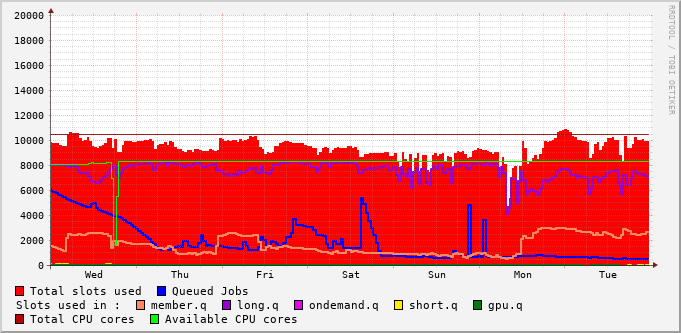 20000
18000
16000
14000
12000
10000
8000
6000
4000
2000
0
Wed Thu Fri Sat Sun Mon Tue
Total slots used Queued Jobs
Slots used in : member.q long.q ondemand.q short.q gpu.q
Total CPU cores Available CPU cores
RRDTOOL / TOBI OETIKER